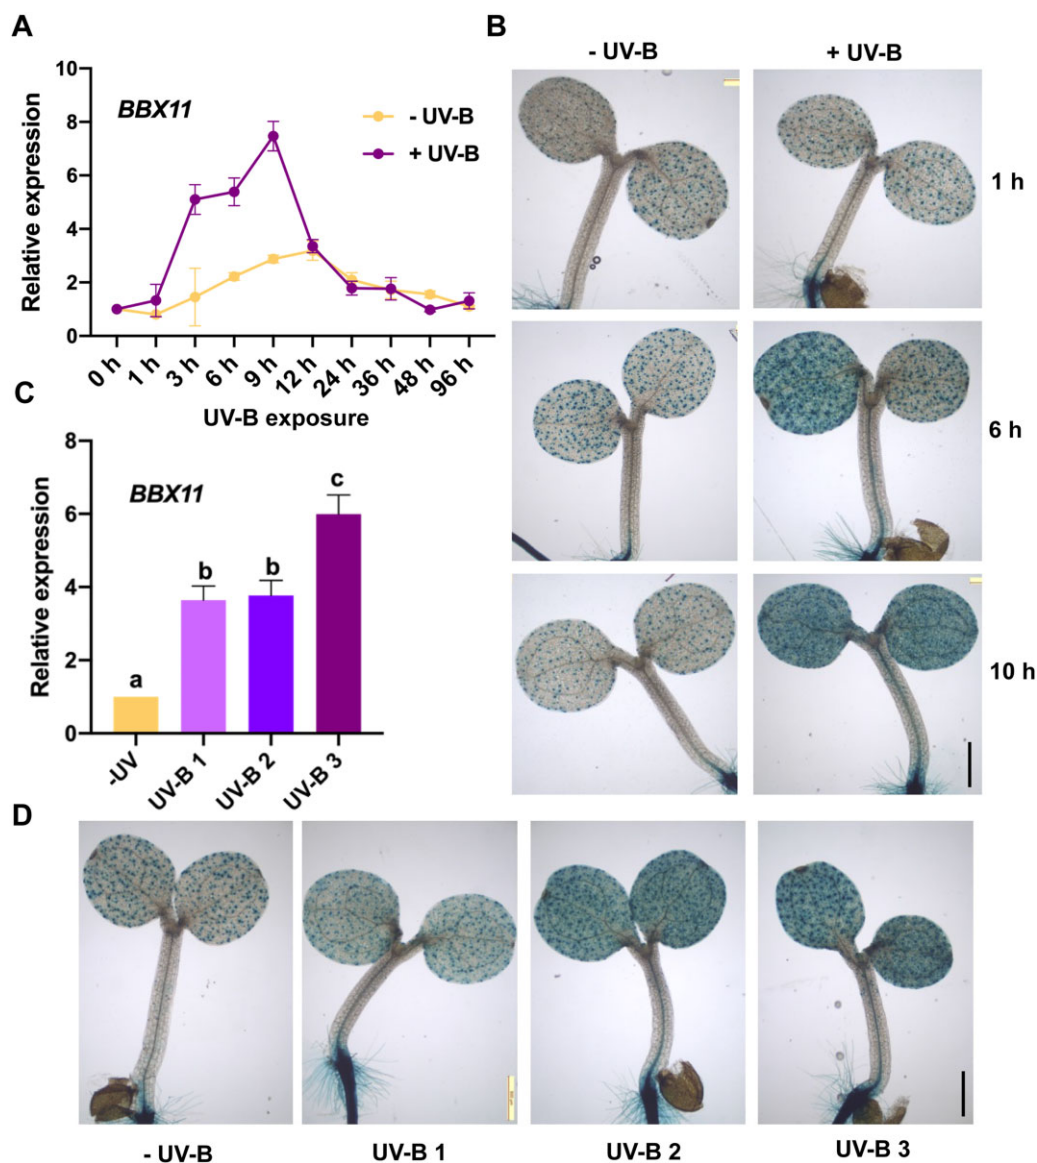 A
Relative expression
10
8
6
4
2
0
BBX11
- UV-B
+ UV-B
0 h
1 h
3 h
6 h
9 h
12 h
24 h
36 h
48 h
96 h
UV-B exposure
B
- UV-B
+ UV-B
1 h
6 h
10 h
C
Relative expression
8
6
4
2
0
BBX11
a
b
b
c
-UV
UV-B 1
UV-B 2
UV-B 3
D
- UV-B
UV-B 1
UV-B 2
UV-B 3